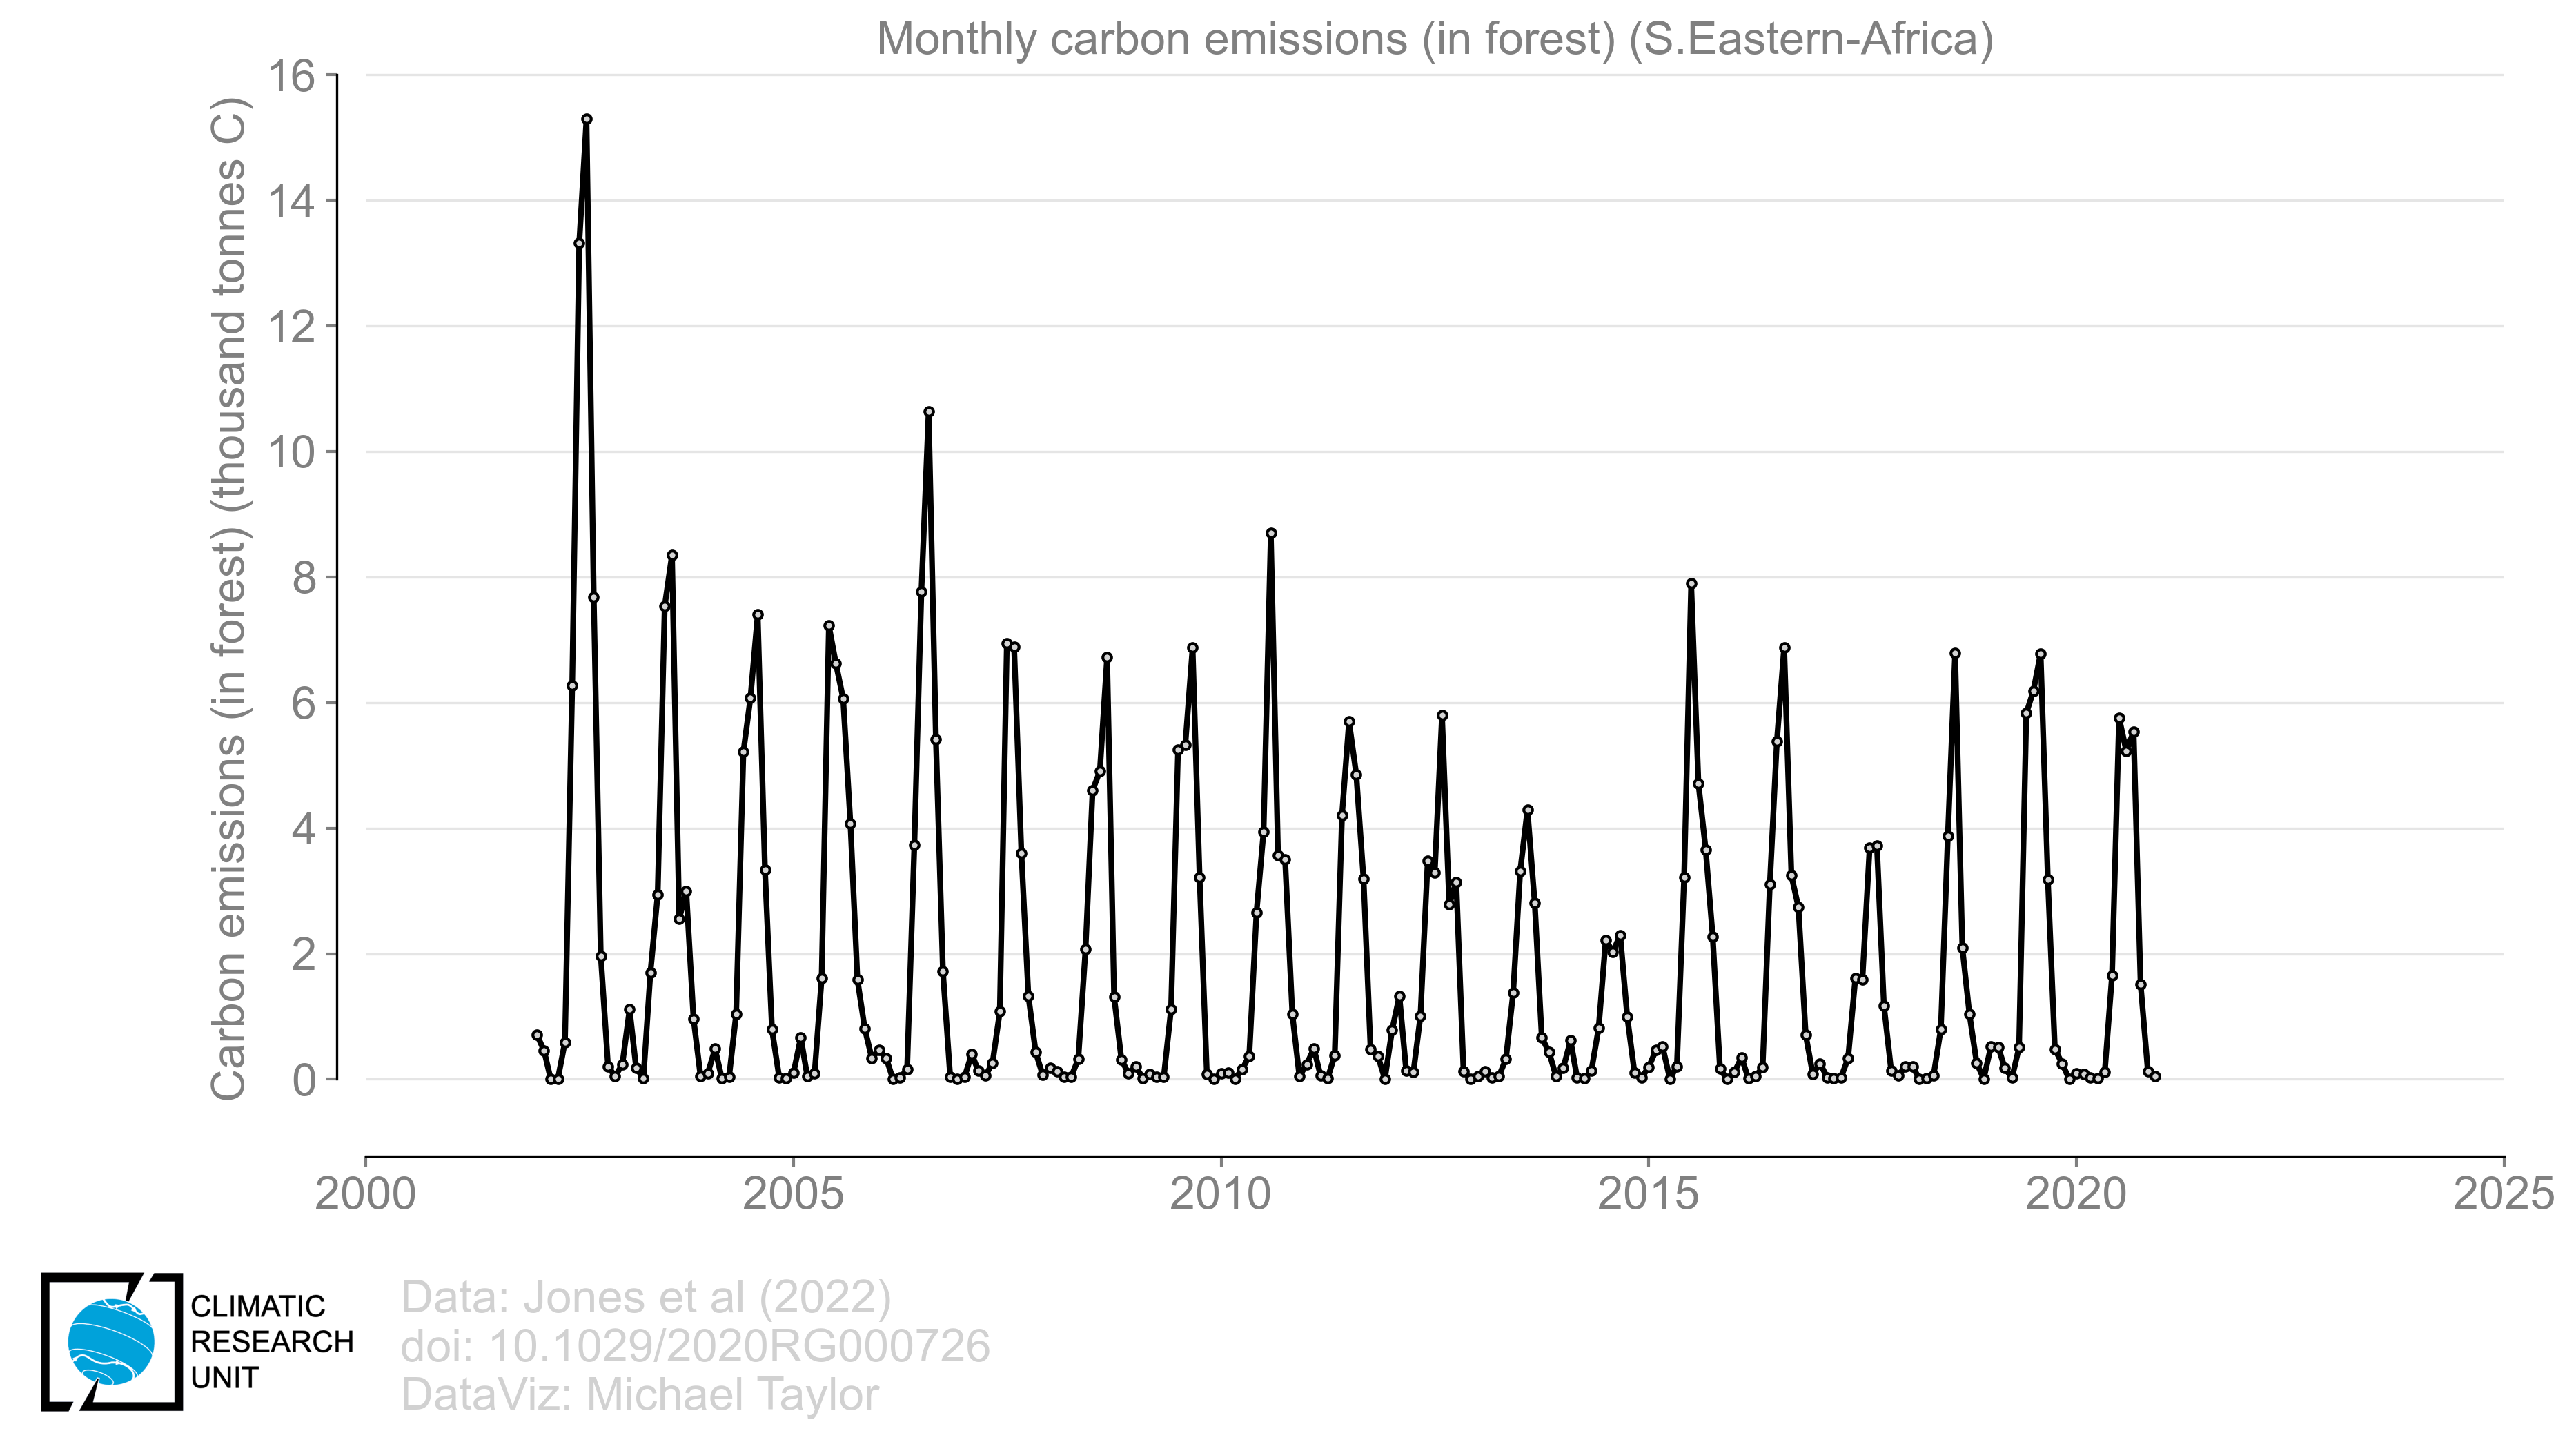 Monthly carbon emissions (in forest) (S.Eastern-Africa)
Carbon emissions (in forest) (thousand tonnes C)
16
14
12
10
8
6
4
2
0
2000 2005 2010 2015 2020 2025
CLIMATIC
RESEARCH
UNIT
Data: Jones et al (2022)
doi: 10.1029/2020RG000726
DataViz: Michael Taylor